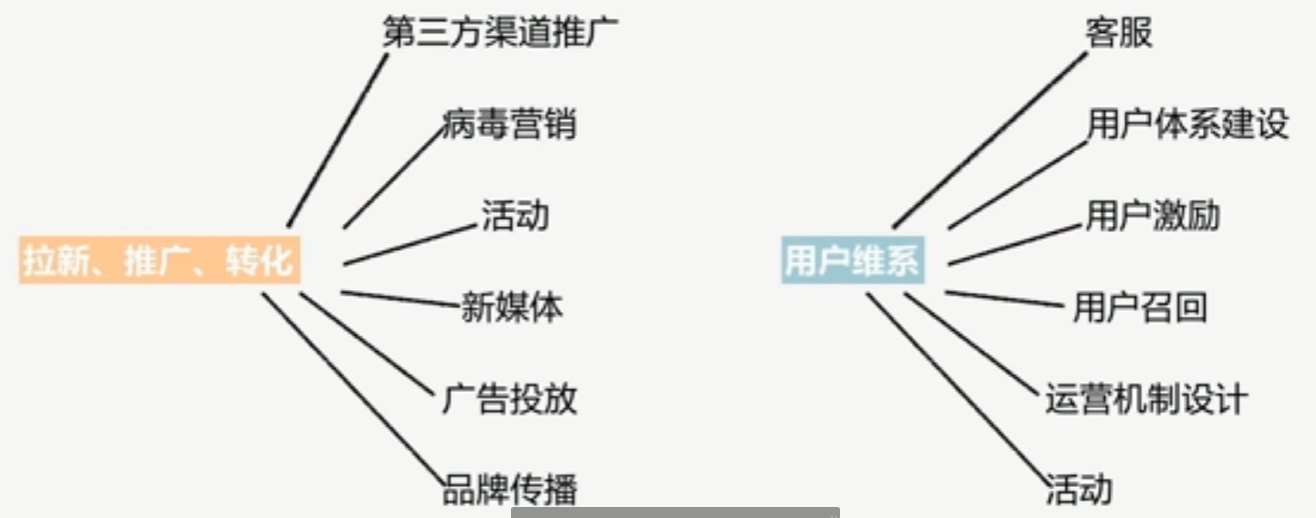 第三方渠道推广
病毒营销
活动
拉新、推广、转化
新媒体
广告投放
品牌传播
客服
用户体系建设
用户激励
用户维系
用户召回
运营机制设计
活动